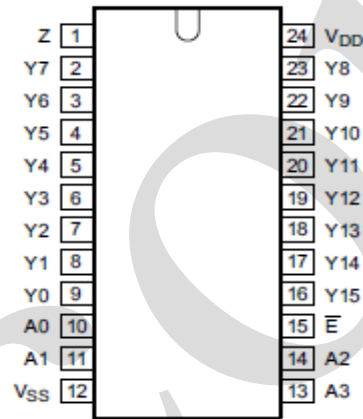 Z 1 24 VDD
Y7 2 23 Y8
Y6 3 22 Y9
Y5 4 21 Y10
Y4 5 20 Y11
Y3 6 19 Y12
Y2 7 18 Y13
Y1 8 17 Y14
Y0 9 16 Y15
A0 10 15 E̅
A1 11 14 A2
VSS 12 13 A3